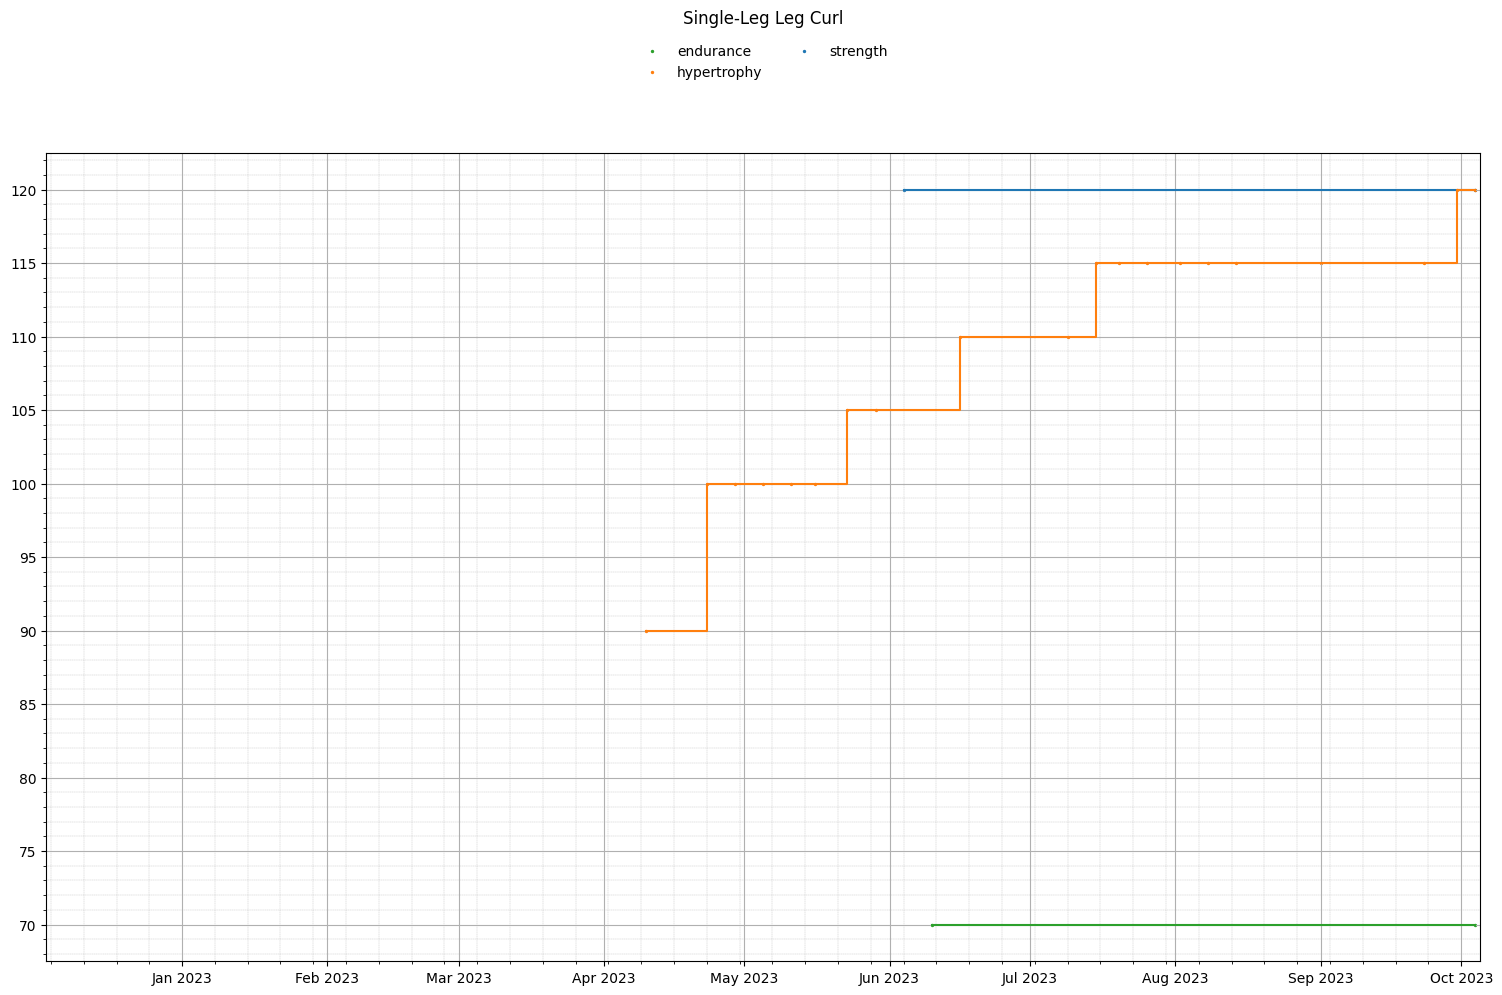 Single-Leg Leg Curl
endurance strength
hypertrophy
120
115
110
105
100
95
90
85
80
75
70
Jan 2023 Feb 2023 Mar 2023 Apr 2023 May 2023 Jun 2023 Jul 2023 Aug 2023 Sep 2023 Oct 2023